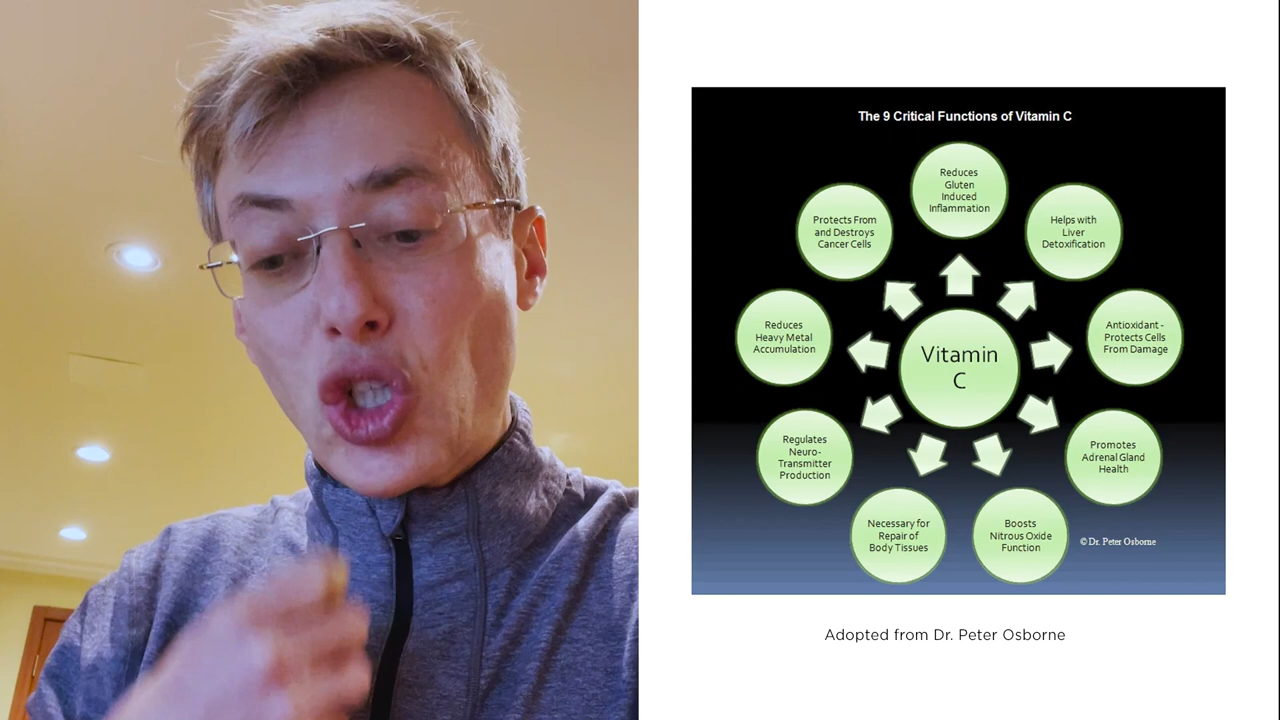 The 9 Critical Functions of Vitamin C
Reduces
Gluten
Induced
Inflammation
Helps with
Liver
Detoxification
Antioxidant -
Protects Cells
From Damage
Promotes
Adrenal Gland
Health
Boosts
Nitrous Oxide
Function
Necessary for
Repair of
Body Tissues
Regulates
Neuro-
Transmitter
Production
Reduces
Heavy Metal
Accumulation
Protects From
and Destroys
Cancer Cells
Vitamin
C
© Dr. Peter Osborne
Adopted from Dr. Peter Osborne